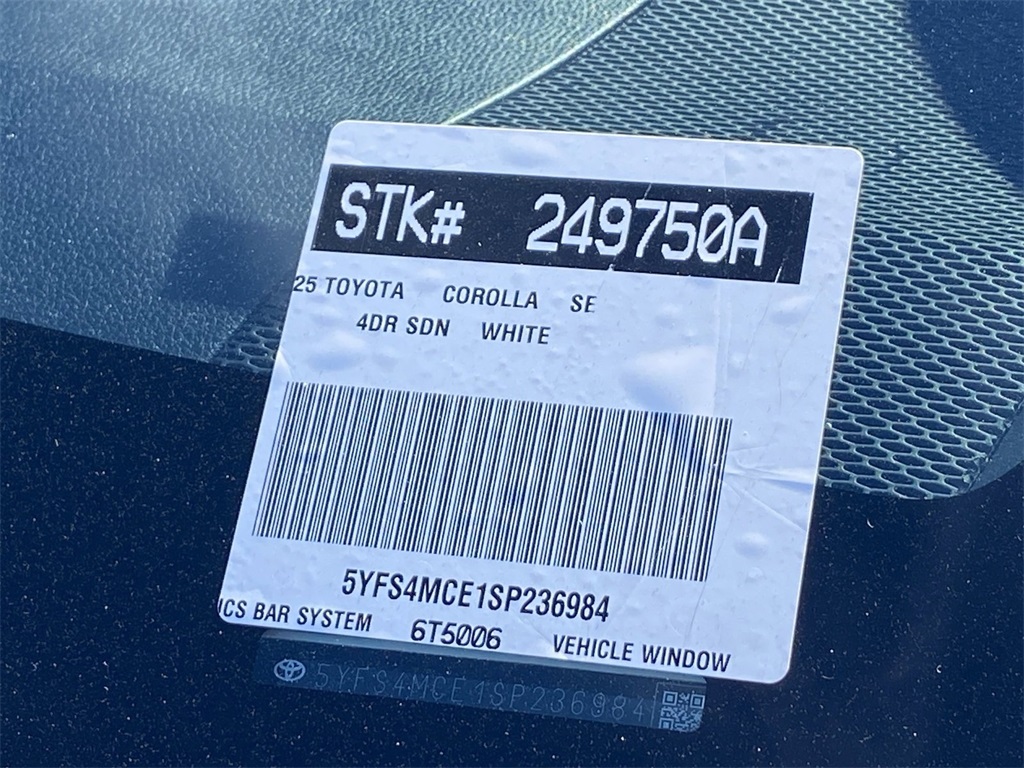 STK# 249750A
25 TOYOTA COROLLA SE
4DR SDN WHITE
5YFS4MCE1SP236984
ICS BAR SYSTEM 6T5006 VEHICLE WINDOW
5YFS4MCE1SP236984